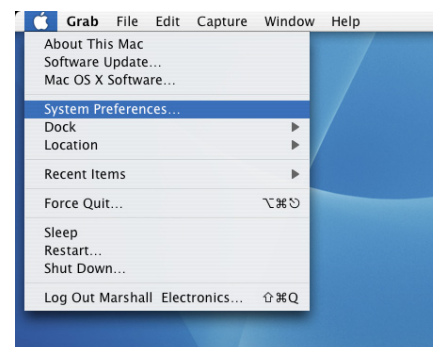 Grab File Edit Capture Window Help
About This Mac
Software Update...
Mac OS X Software...
System Preferences...
Dock
Location
Recent Items
Force Quit... ⌥⌘⎋
Sleep
Restart...
Shut Down...
Log Out Marshall Electronics... ⇧⌘Q